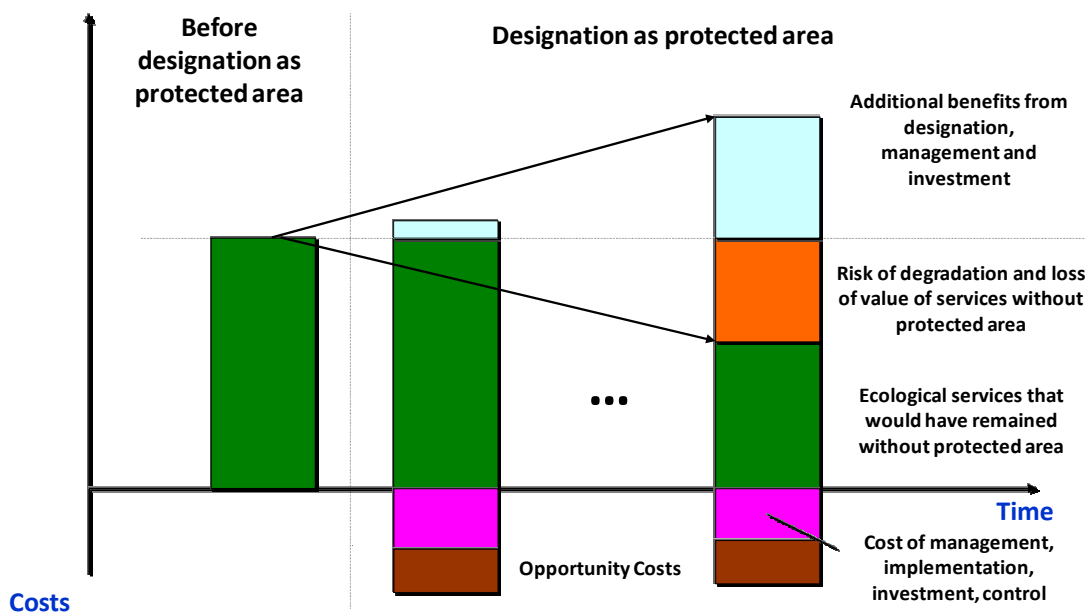 Before
designation as
protected area
Designation as protected area
Additional benefits from
designation,
management and
investment
Risk of degradation and loss
of value of services without
protected area
...
Ecological services that
would have remained
without protected area
Time
Opportunity Costs
Cost of management,
implementation,
investment, control
Costs